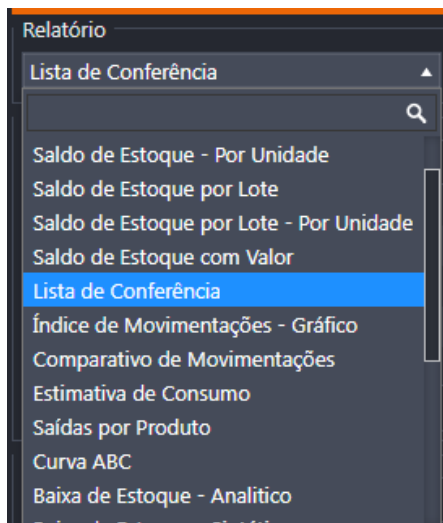 Relatório
Lista de Conferência
Saldo de Estoque - Por Unidade
Saldo de Estoque por Lote
Saldo de Estoque por Lote - Por Unidade
Saldo de Estoque com Valor
Lista de Conferência
Índice de Movimentações - Gráfico
Comparativo de Movimentações
Estimativa de Consumo
Saídas por Produto
Curva ABC
Baixa de Estoque - Analitico